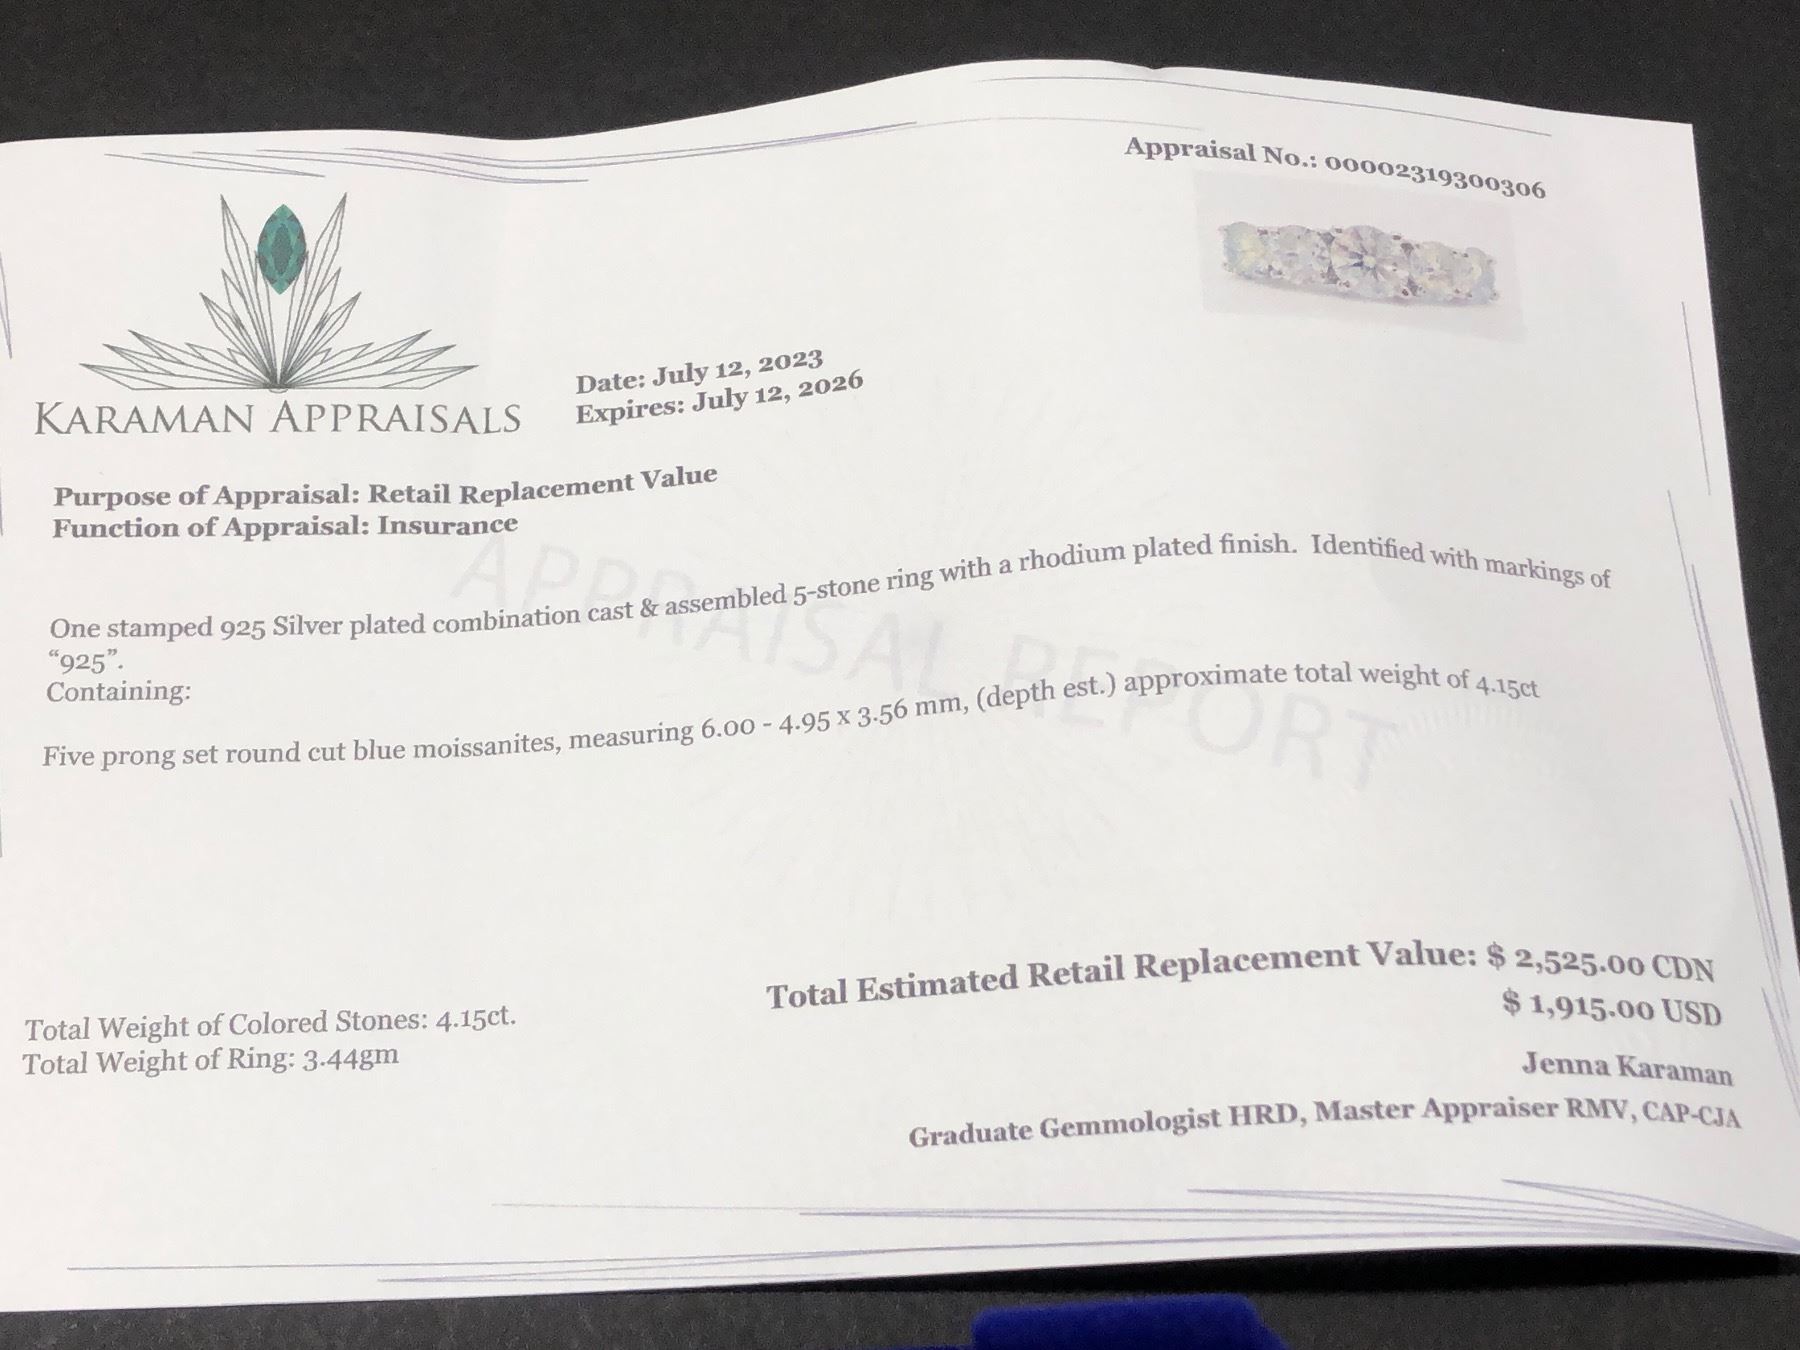 Appraisal No.: 00002319300306
KARAMAN APPRAISALS
Date: July 12, 2023
Expires: July 12, 2026
Purpose of Appraisal: Retail Replacement Value
Function of Appraisal: Insurance
APPRAISAL REPORT
One stamped 925 Silver plated combination cast & assembled 5-stone ring with a rhodium plated finish. Identified with markings of
“925”.
Containing:
Five prong set round cut blue moissanites, measuring 6.00 - 4.95 x 3.56 mm, (depth est.) approximate total weight of 4.15ct
Total Estimated Retail Replacement Value: $ 2,525.00 CDN
$ 1,915.00 USD
Total Weight of Colored Stones: 4.15ct.
Total Weight of Ring: 3.44gm
Jenna Karaman
Graduate Gemmologist HRD, Master Appraiser RMV, CAP-CJA